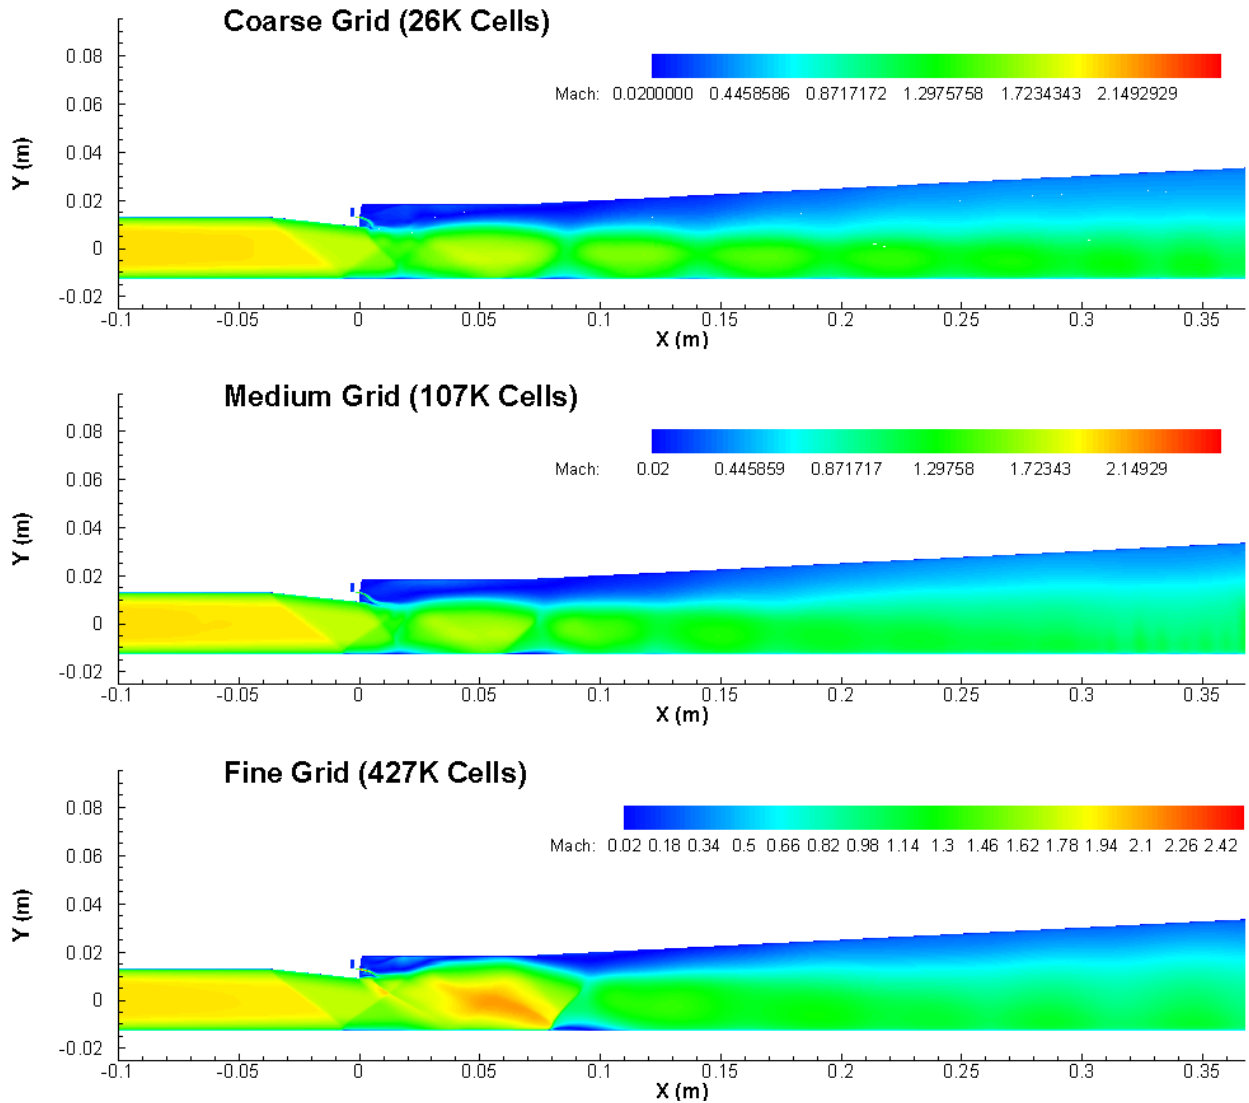 Coarse Grid (26K Cells)
Mach: 0.0200000 0.4458586 0.8717172 1.2975758 1.7234343 2.1492929
Y (m)
0.08
0.06
0.04
0.02
0
-0.02
-0.1 -0.05 0 0.05 0.1 0.15 0.2 0.25 0.3 0.35
X (m)
Medium Grid (107K Cells)
Mach: 0.02 0.445859 0.871717 1.29758 1.72343 2.14929
Y (m)
0.08
0.06
0.04
0.02
0
-0.02
-0.1 -0.05 0 0.05 0.1 0.15 0.2 0.25 0.3 0.35
X (m)
Fine Grid (427K Cells)
Mach: 0.02 0.18 0.34 0.5 0.66 0.82 0.98 1.14 1.3 1.46 1.62 1.78 1.94 2.1 2.26 2.42
Y (m)
0.08
0.06
0.04
0.02
0
-0.02
-0.1 -0.05 0 0.05 0.1 0.15 0.2 0.25 0.3 0.35
X (m)